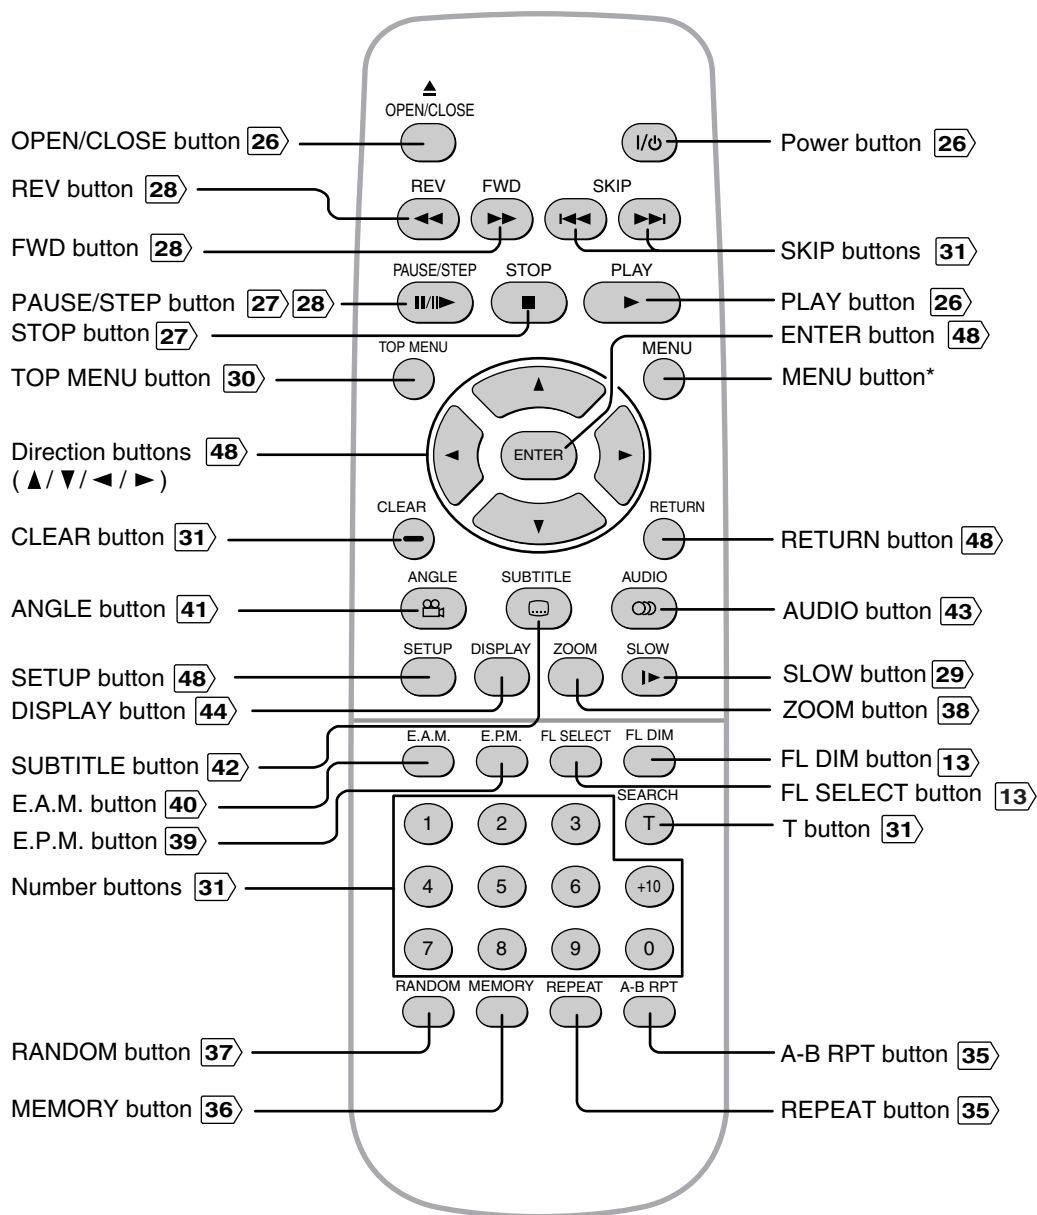 OPEN/CLOSE
OPEN/CLOSE button 26
I/
Power button 26
REV FWD SKIP
REV button 28
FWD button 28
SKIP buttons 31
PAUSE/STEP STOP PLAY
PAUSE/STEP button 27 28
PLAY button 26
STOP button 27
ENTER button 48
TOP MENU
MENU
TOP MENU button 30
MENU button*
Direction buttons 48
(▲/▼/◄/►)
ENTER
CLEAR
RETURN
CLEAR button 31
RETURN button 48
ANGLE SUBTITLE AUDIO
ANGLE button 41
AUDIO button 43
SETUP DISPLAY ZOOM SLOW
SETUP button 48
SLOW button 29
DISPLAY button 44
ZOOM button 38
E.A.M. E.P.M. FL SELECT FL DIM
SUBTITLE button 42
FL DIM button 13
E.A.M. button 40
FL SELECT button 13
SEARCH
1 2 3 T
E.P.M. button 39
T button 31
Number buttons 31
4 5 6 +10
7 8 9 0
RANDOM MEMORY REPEAT A-B RPT
RANDOM button 37
A-B RPT button 35
MEMORY button 36
REPEAT button 35